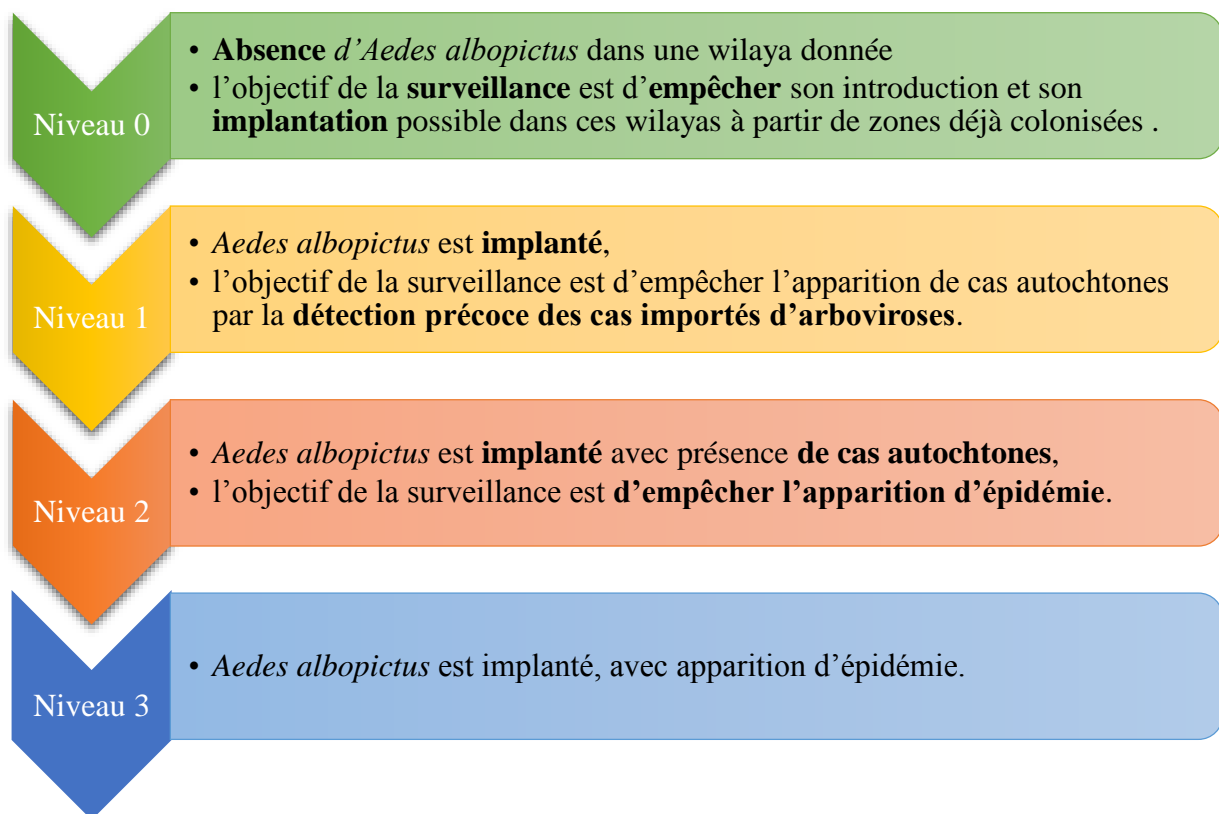 Niveau 0
• Absence d’Aedes albopictus dans une wilaya donnée
• l’objectif de la surveillance est d’empêcher son introduction et son
implantation possible dans ces wilayas à partir de zones déjà colonisées .
Niveau 1
• Aedes albopictus est implanté,
• l’objectif de la surveillance est d’empêcher l’apparition de cas autochtones
par la détection précoce des cas importés d’arboviroses.
Niveau 2
• Aedes albopictus est implanté avec présence de cas autochtones,
• l’objectif de la surveillance est d’empêcher l’apparition d’épidémie.
Niveau 3
• Aedes albopictus est implanté, avec apparition d’épidémie.